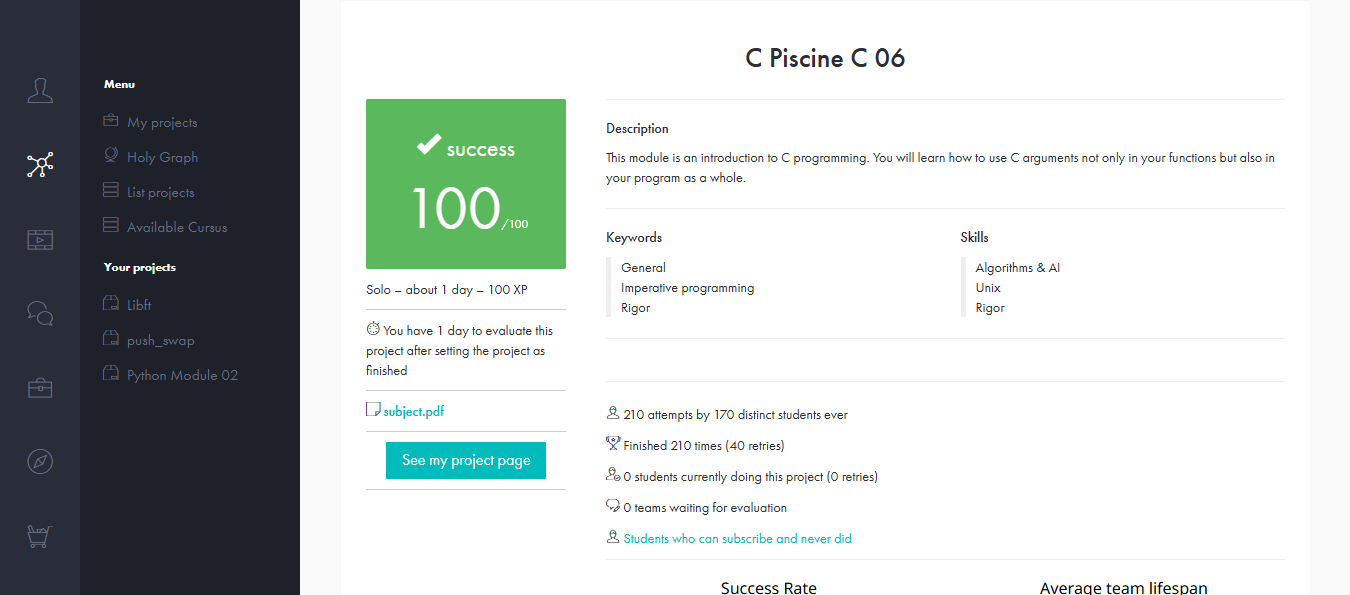 Menu
My projects
Holy Graph
List projects
Available Cursus
Your projects
Libft
push_swap
Python Module 02
C Piscine C 06
success
100/100
Solo – about 1 day – 100 XP
You have 1 day to evaluate this
project after setting the project as
finished
subject.pdf
See my project page
Description
This module is an introduction to C programming. You will learn how to use C arguments not only in your functions but also in
your program as a whole.
Keywords
General
Imperative programming
Rigor
Skills
Algorithms & AI
Unix
Rigor
210 attempts by 170 distinct students ever
Finished 210 times (40 retries)
0 students currently doing this project (0 retries)
0 teams waiting for evaluation
Students who can subscribe and never did
Success Rate
Average team lifespan